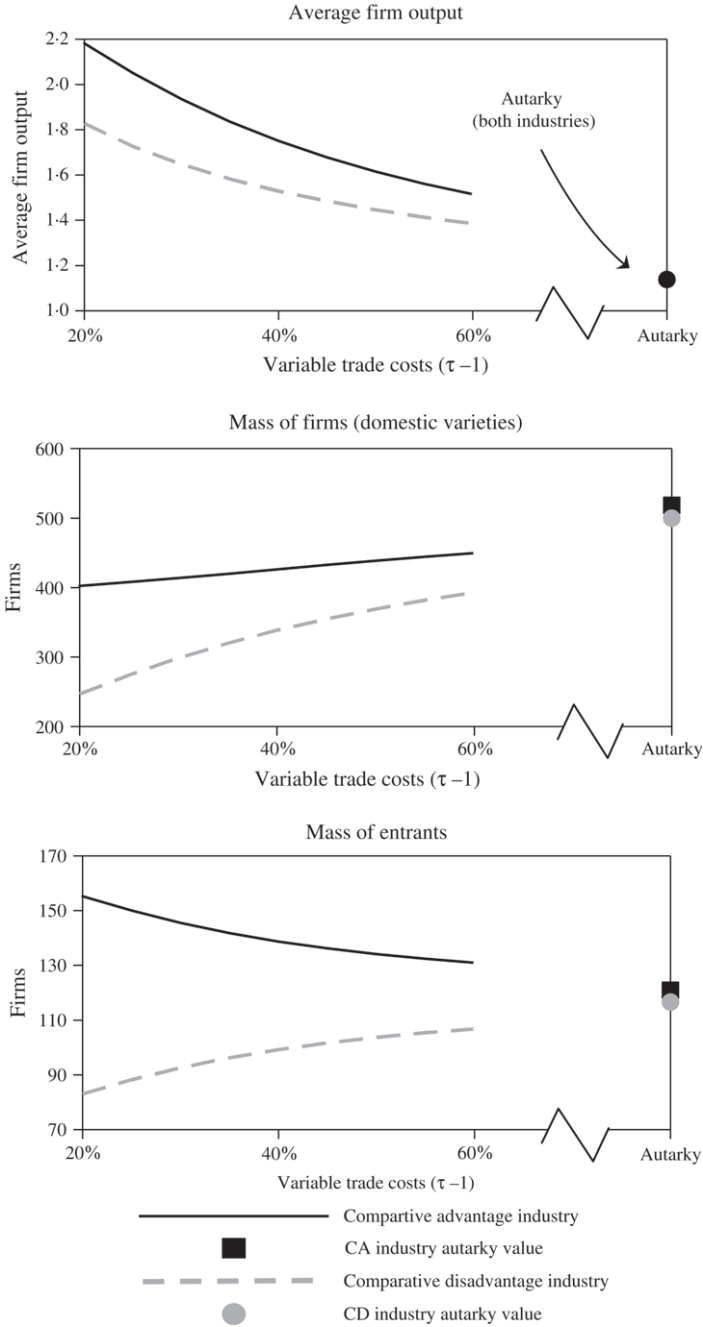 Average firm output
2·2
2·0
1·8
1·6
1·4
1·2
1·0
Average firm output
Autarky
(both industries)
20%
40%
60%
Autarky
Variable trade costs (τ –1)
Mass of firms (domestic varieties)
600
500
400
300
200
Firms
20%
40%
60%
Autarky
Variable trade costs (τ –1)
Mass of entrants
170
150
130
110
90
70
Firms
20%
40%
60%
Autarky
Variable trade costs (τ –1)
Compartive advantage industry
CA industry autarky value
Comparative disadvantage industry
CD industry autarky value